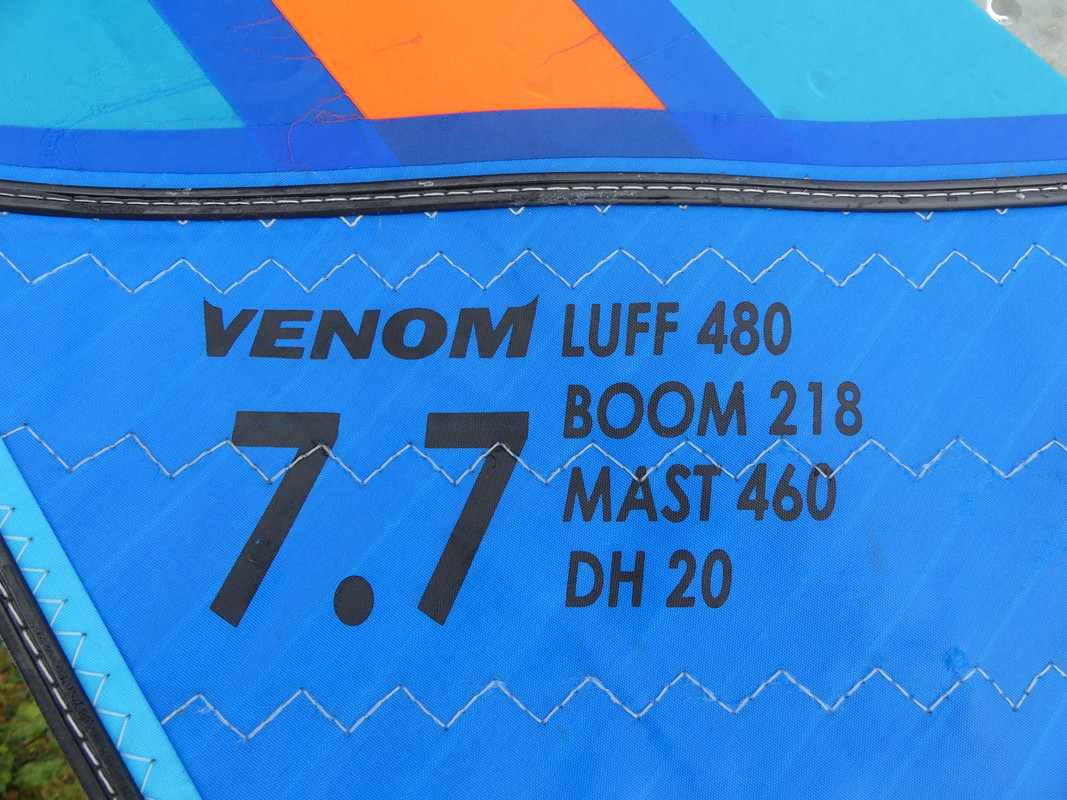 VENOM
7.7
LUFF 480
BOOM 218
MAST 460
DH 20